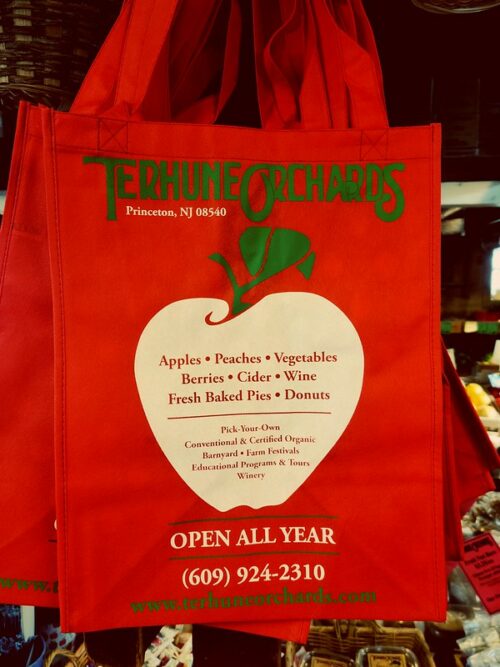 TERHUNE ORCHARDS
Princeton, NJ 08540
Apples • Peaches • Vegetables
Berries • Cider • Wine
Fresh Baked Pies • Donuts
Pick-Your-Own
Conventional & Certified Organic
Barnyard • Farm Festivals
Educational Programs & Tours
Winery
OPEN ALL YEAR
(609) 924-2310
www.terhuneorchards.com